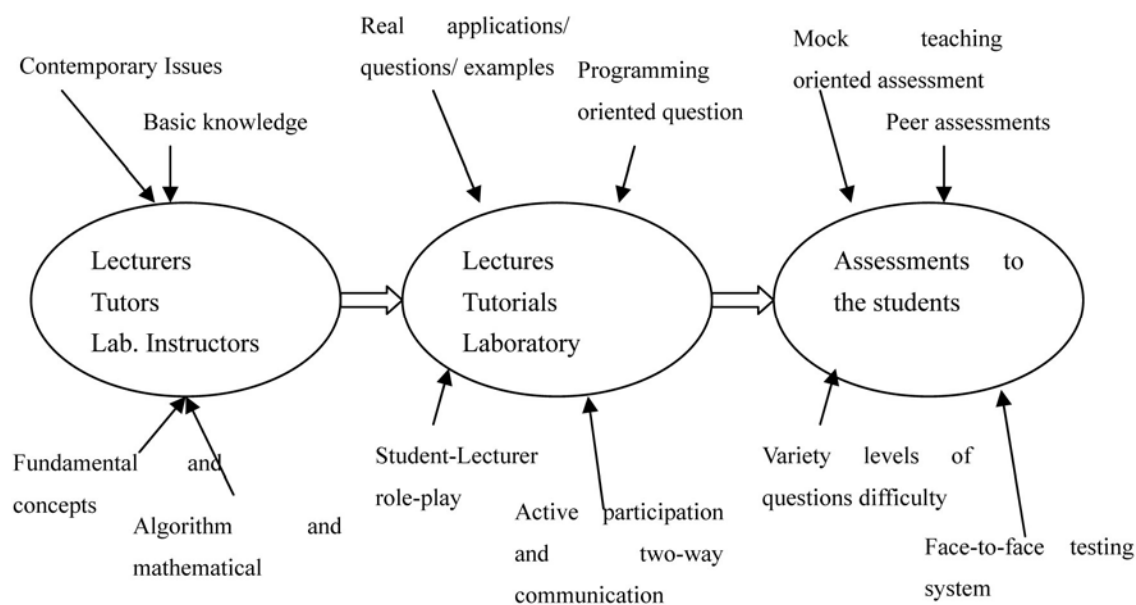 Contemporary Issues
Basic knowledge
Real applications/
questions/ examples
Programming
oriented question
Mock teaching
oriented assessment
Peer assessments
Lecturers
Tutors
Lab. Instructors
Lectures
Tutorials
Laboratory
Assessments to
the students
Fundamental and
concepts
Algorithm and
mathematical
Student-Lecturer
role-play
Active participation
and two-way
communication
Variety levels of
questions difficulty
Face-to-face testing
system